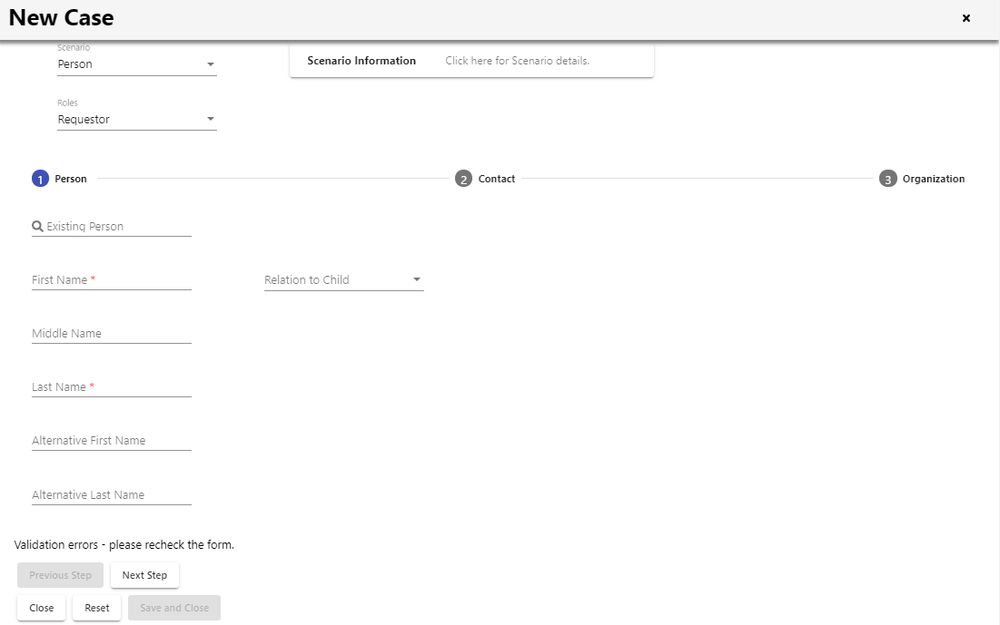 New Case
Scenario
Person
Scenario Information Click here for Scenario details.
Roles
Requestor
1 Person 2 Contact 3 Organization
Existing Person
First Name * Relation to Child
Middle Name
Last Name *
Alternative First Name
Alternative Last Name
Validation errors - please recheck the form.
Previous Step Next Step
Close Reset Save and Close